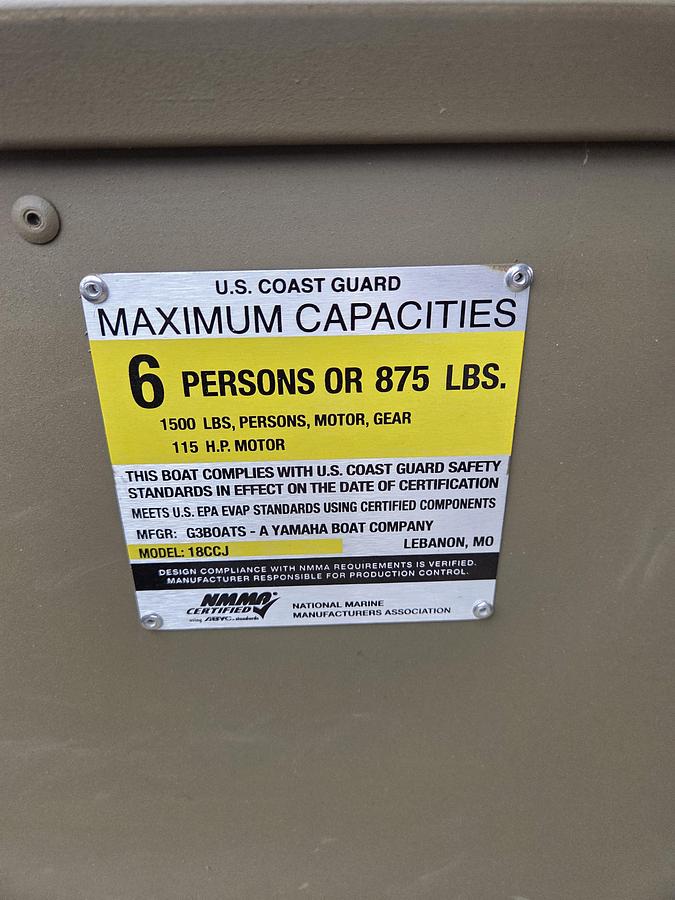 U.S. COAST GUARD
MAXIMUM CAPACITIES
6 PERSONS OR 875 LBS.
1500 LBS, PERSONS, MOTOR, GEAR
115 H.P. MOTOR
THIS BOAT COMPLIES WITH U.S. COAST GUARD SAFETY
STANDARDS IN EFFECT ON THE DATE OF CERTIFICATION
MEETS U.S. EPA EVAP STANDARDS USING CERTIFIED COMPONENTS
MFGR: G3BOATS - A YAMAHA BOAT COMPANY
MODEL: 18CCJ LEBANON, MO
DESIGN COMPLIANCE WITH NMMA REQUIREMENTS IS VERIFIED.
MANUFACTURER RESPONSIBLE FOR PRODUCTION CONTROL.
NMMA®
CERTIFIED
using ABYC standards
NATIONAL MARINE
MANUFACTURERS ASSOCIATION